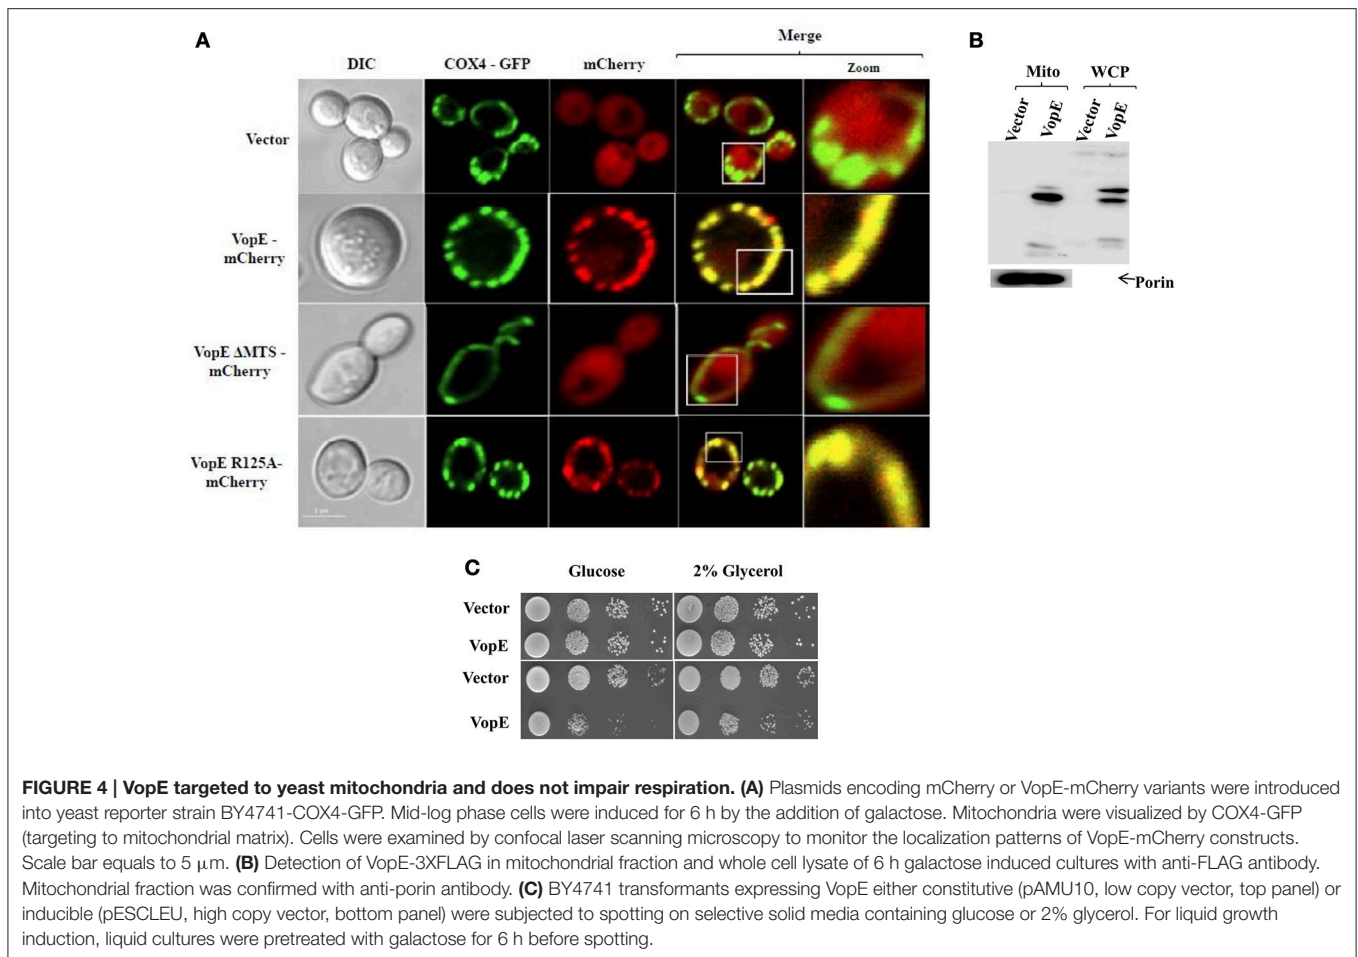 A
Merge
DIC
COX4 - GFP
mCherry
Zoom
Vector
VopE -
mCherry
VopE ΔMTS -
mCherry
VopE R125A-
mCherry
5 μm
B
Mito
WCP
Vector
VopE
Vector
VopE
←Porin
C
Glucose
2% Glycerol
Vector
VopE
Vector
VopE
FIGURE 4 | VopE targeted to yeast mitochondria and does not impair respiration. (A) Plasmids encoding mCherry or VopE-mCherry variants were introduced
into yeast reporter strain BY4741-COX4-GFP. Mid-log phase cells were induced for 6 h by the addition of galactose. Mitochondria were visualized by COX4-GFP
(targeting to mitochondrial matrix). Cells were examined by confocal laser scanning microscopy to monitor the localization patterns of VopE-mCherry constructs.
Scale bar equals to 5 μm. (B) Detection of VopE-3XFLAG in mitochondrial fraction and whole cell lysate of 6 h galactose induced cultures with anti-FLAG antibody.
Mitochondrial fraction was confirmed with anti-porin antibody. (C) BY4741 transformants expressing VopE either constitutive (pAMU10, low copy vector, top panel) or
inducible (pESCLEU, high copy vector, bottom panel) were subjected to spotting on selective solid media containing glucose or 2% glycerol. For liquid growth
induction, liquid cultures were pretreated with galactose for 6 h before spotting.